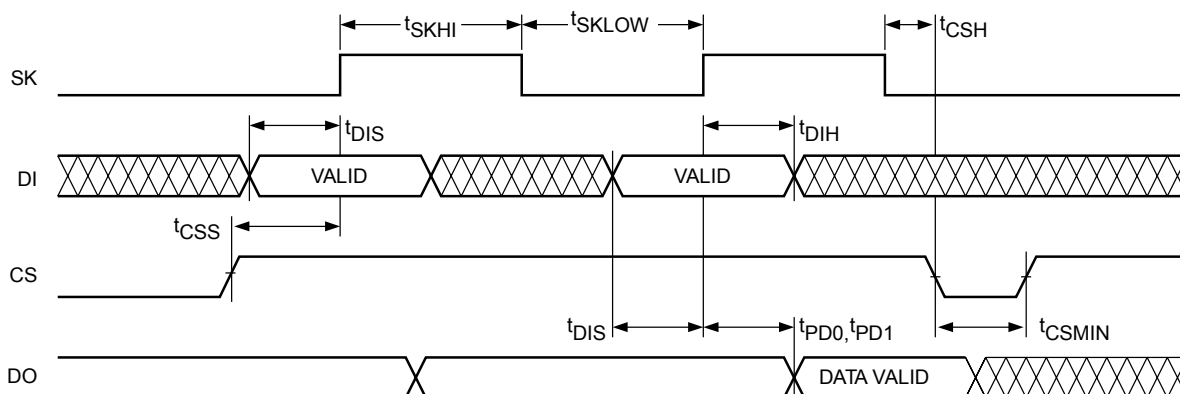 tSKHI
tSKLOW
tCSH
SK
tDIS
tDIH
DI
VALID
VALID
tCSS
CS
tDIS
tPD0,tPD1
tCSMIN
DO
DATA VALID